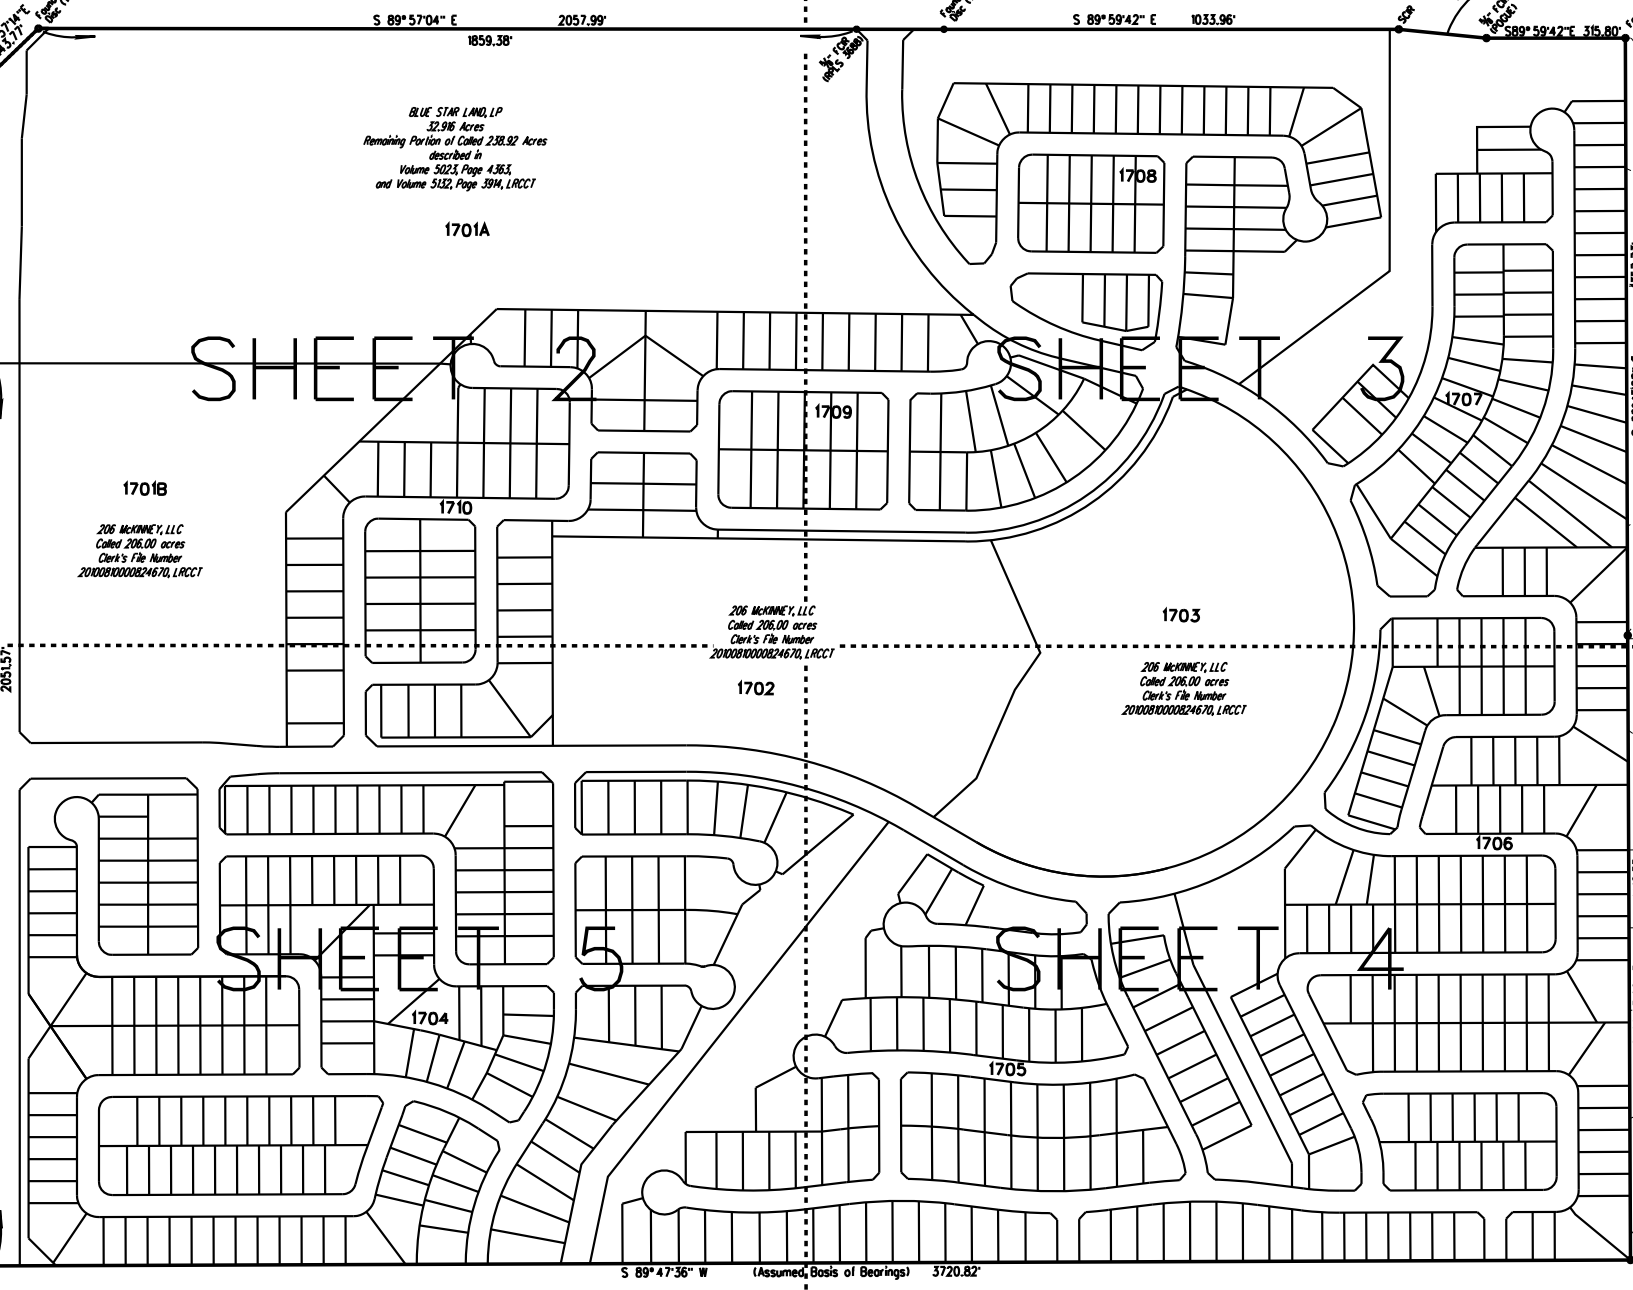 S 89°57'04" E 2057.99'
1859.38'
S 89°59'42" E 1033.96'
SCIR
S89°59'42"E 315.80'
(RPLS 3688)
BLUE STAR LAND, LP
32.916 Acres
Remaining Portion of Called 238.92 Acres
described in
Volume 5023, Page 4363,
and Volume 5132, Page 3914, LRCCT
1701A
1708
SHEET 2
SHEET 3
1709
1707
1701B
1710
206 McKINNEY, LLC
Called 206.00 acres
Clerk's File Number
20100810000824670, LRCCT
206 McKINNEY, LLC
Called 206.00 acres
Clerk's File Number
20100810000824670, LRCCT
1702
1703
206 McKINNEY, LLC
Called 206.00 acres
Clerk's File Number
20100810000824670, LRCCT
2051.57'
1706
SHEET 5
SHEET 4
1704
1705
S 89°47'36" W (Assumed Basis of Bearings) 3720.82'